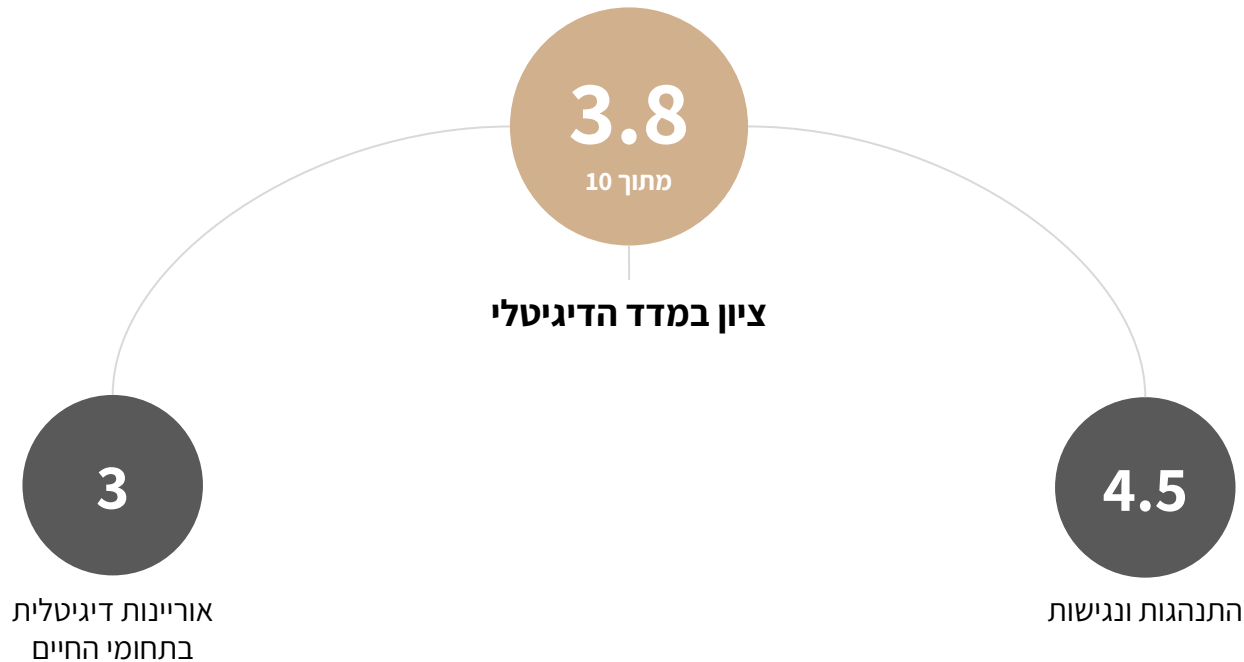 3.8
מתוך 10
ציון במדד הדיגיטלי
4.5
התנהגות ונגישות
3
אוריינות דיגיטלית
בתחומי החיים